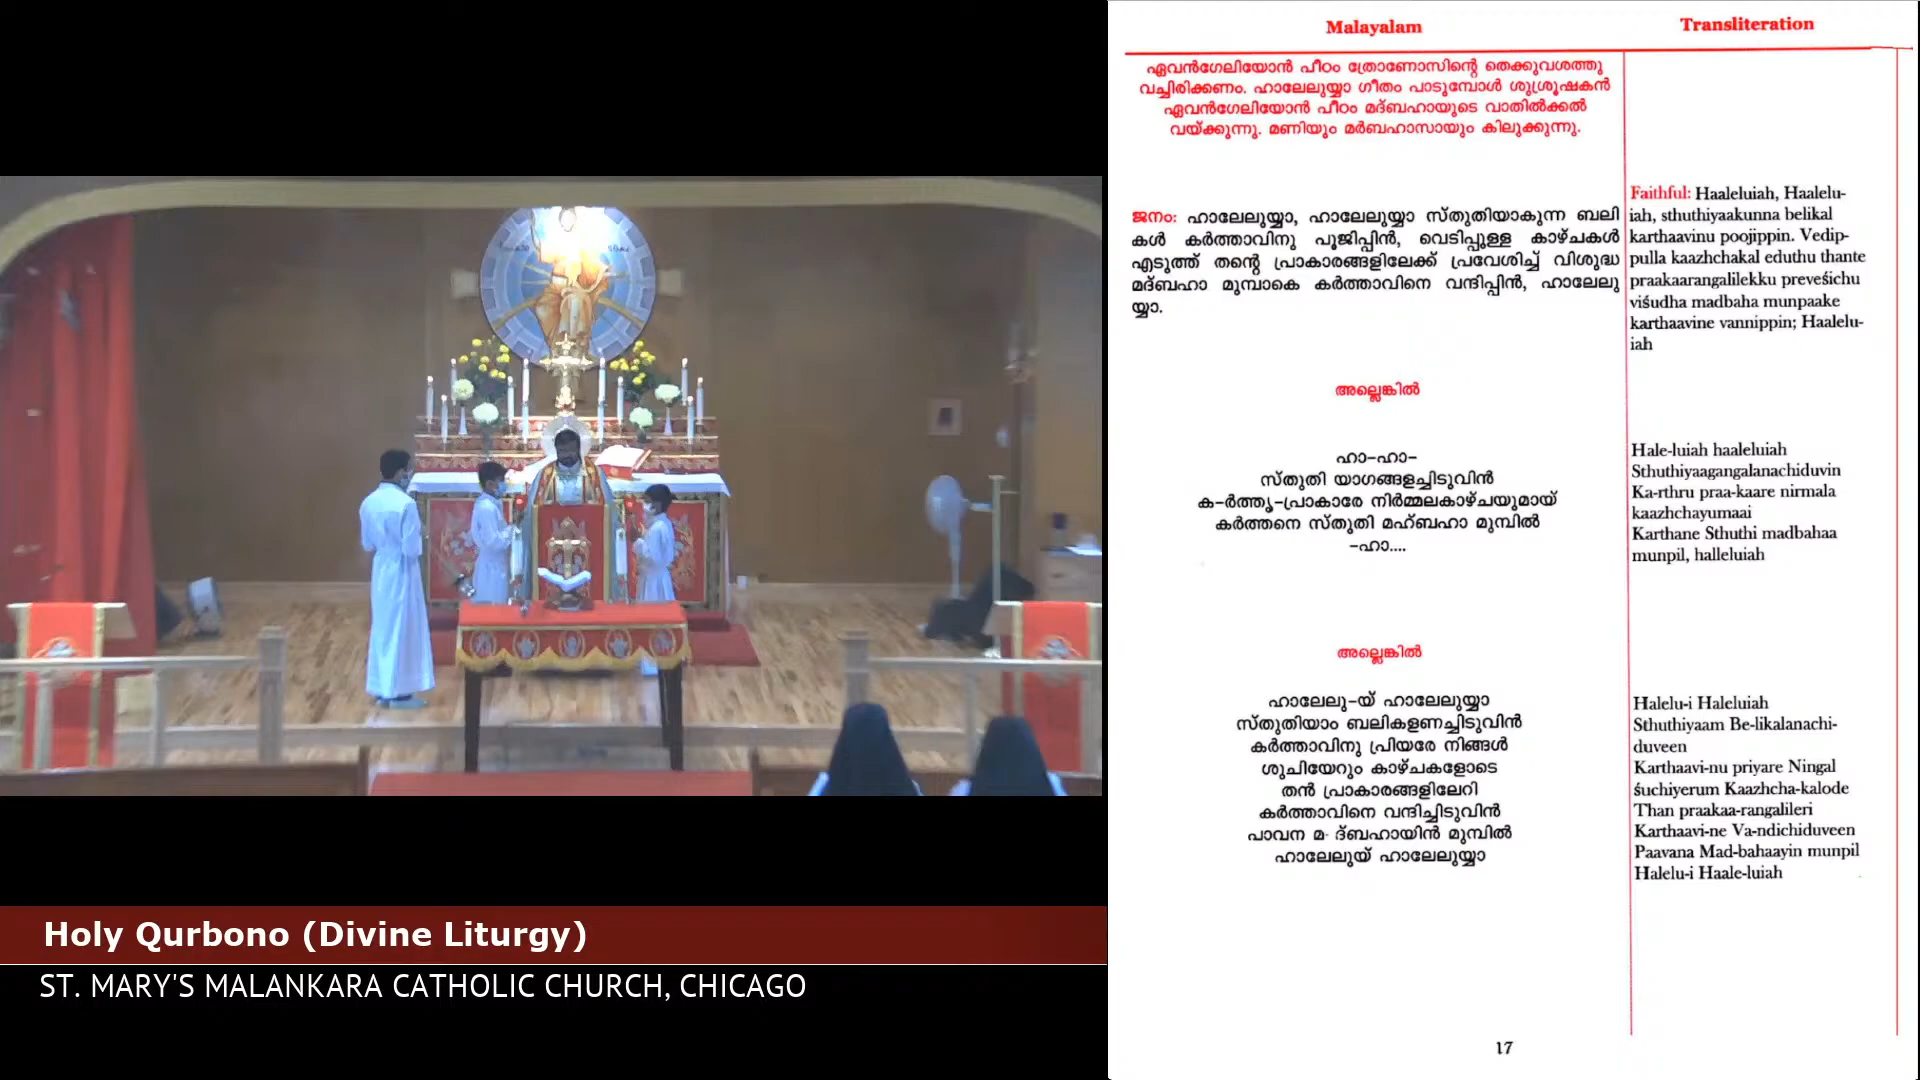 Malayalam
Transliteration
ഏവൻഗേലിയോൻ പീഠം ത്രോണോസിന്റെ തെക്കുവശത്തു
വച്ചിരിക്കണം. ഹാലേലുയ്യാ ഗീതം പാടുമ്പോൾ ശുശ്രൂഷകൻ
ഏവൻഗേലിയോൻ പീഠം മദ്ബഹായുടെ വാതിൽക്കൽ
വയ്ക്കുന്നു. മണിയും മർബഹാസായും കിലുക്കുന്നു.
ജനം: ഹാലേലുയ്യാ, ഹാലേലുയ്യാ സ്തുതിയാകുന്ന ബലി
കൾ കർത്താവിനു പൂജിപ്പിൻ, വെടിപ്പുള്ള കാഴ്ചകൾ
എടുത്ത് തന്റെ പ്രാകാരങ്ങളിലേക്ക് പ്രവേശിച്ച് വിശുദ്ധ
മദ്ബഹാ മുമ്പാകെ കർത്താവിനെ വന്ദിപ്പിൻ, ഹാലേലു
യ്യാ.
Faithful: Haaleluiah, Haalelu-
iah, sthuthiyaakunna belikal
karthaavinu poojippin. Vedip-
pulla kaazhchakal eduthu thante
praakaarangalilekku preveśichu
viśudha madbaha munpaake
karthaavine vannippin; Haalelu-
iah
അല്ലെങ്കിൽ
ഹാ-ഹാ-
സ്തുതി യാഗങ്ങളച്ചിടുവിൻ
ക-ർത്തൃ-പ്രാകാരേ നിർമ്മലകാഴ്ചയുമായ്
കർത്തനെ സ്തുതി മഹ്ബഹാ മുമ്പിൽ
-ഹാ....
Hale-luiah haaleluiah
Sthuthiyaagangalanachiduvin
Ka-rthru praa-kaare nirmala
kaazhchayumaai
Karthane Sthuthi madbahaa
munpil, halleluiah
അല്ലെങ്കിൽ
ഹാലേലു-യ് ഹാലേലുയ്യാ
സ്തുതിയാം ബലികളണച്ചിടുവിൻ
കർത്താവിനു പ്രിയരേ നിങ്ങൾ
ശുചിയേറും കാഴ്ചകളോടെ
തൻ പ്രാകാരങ്ങളിലേറി
കർത്താവിനെ വന്ദിച്ചിടുവിൻ
പാവന മ- ദ്ബഹായിൻ മുമ്പിൽ
ഹാലേലുയ് ഹാലേലുയ്യാ
Halelu-i Haleluiah
Sthuthiyaam Be-likalanachi-
duveen
Karthaavi-nu priyare Ningal
śuchiyerum Kaazhcha-kalode
Than praakaa-rangalileri
Karthaavi-ne Va-ndichiduveen
Paavana Mad-bahaayin munpil
Halelu-i Haale-luiah
17
Holy Qurbono (Divine Liturgy)
ST. MARY'S MALANKARA CATHOLIC CHURCH, CHICAGO